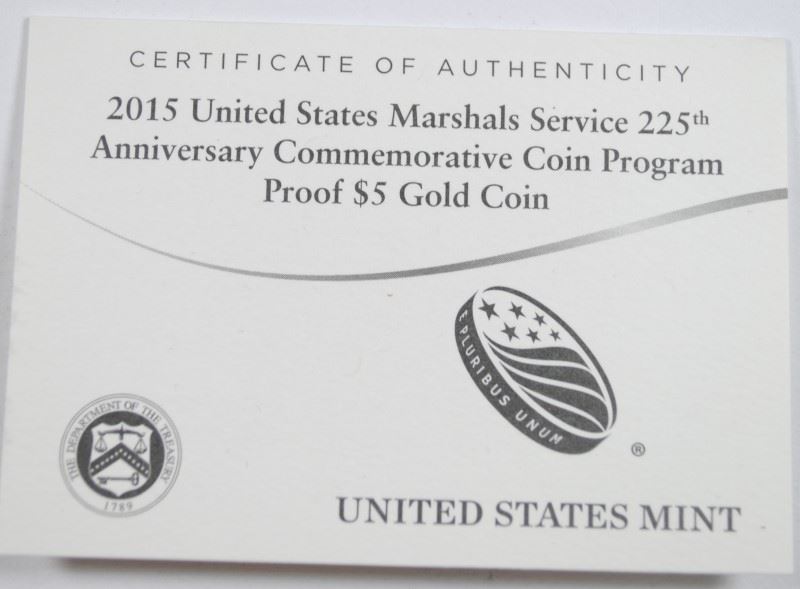 CERTIFICATE OF AUTHENTICITY
2015 United States Marshals Service 225th
Anniversary Commemorative Coin Program
Proof $5 Gold Coin
E PLURIBUS UNUM
®
THE DEPARTMENT OF THE TREASURY
1789
UNITED STATES MINT